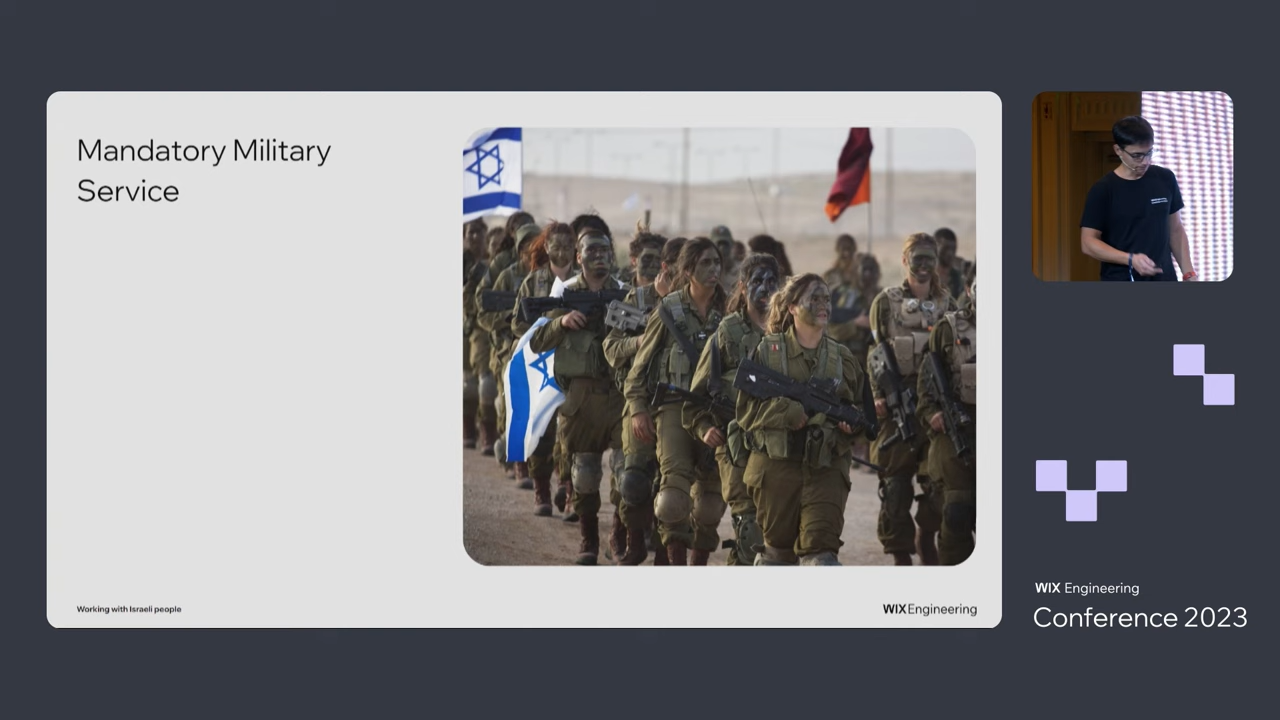 Mandatory Military
Service
Working with Israeli people
WIX Engineering
WIX Engineering
Conference 2023